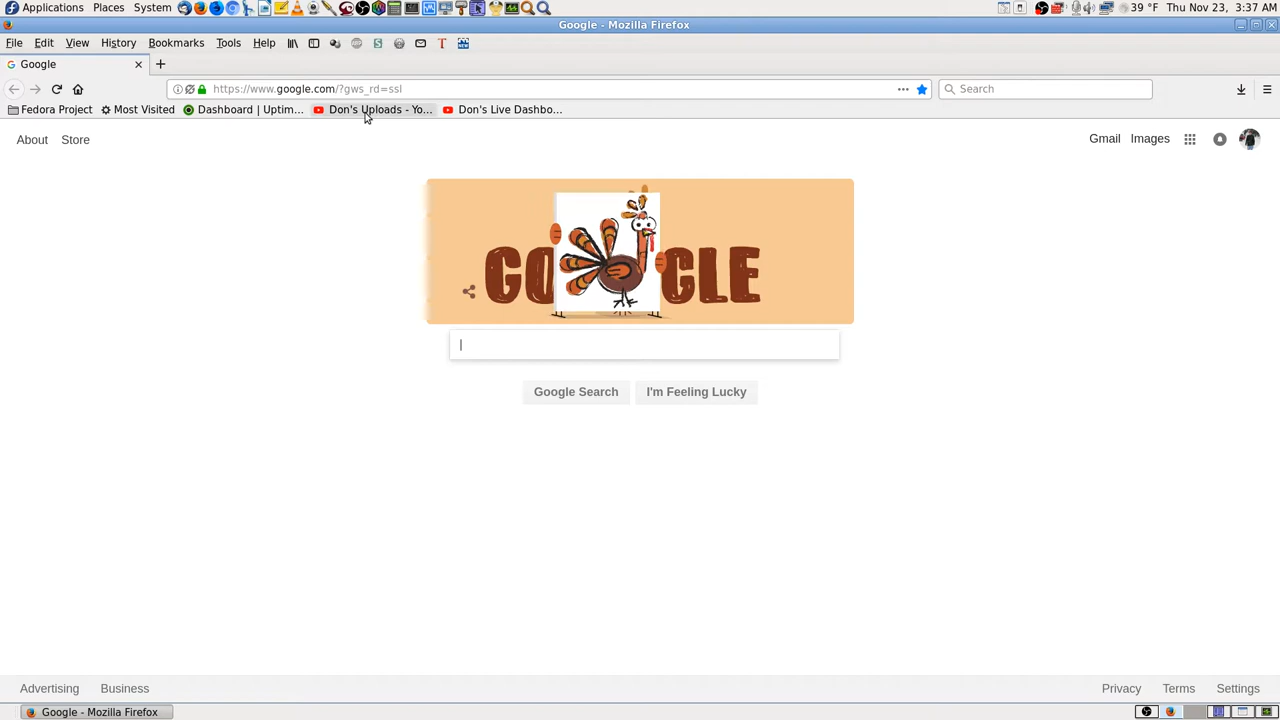 Applications Places System 39 °F Thu Nov 23, 3:37 AM
Google - Mozilla Firefox
File Edit View History Bookmarks Tools Help
Google
https://www.google.com/?gws_rd=ssl Search
Fedora Project Most Visited Dashboard | Uptim... Don's Uploads - Yo... Don's Live Dashbo...
About Store Gmail Images
GO GLE
Google Search I'm Feeling Lucky
Advertising Business Privacy Terms Settings
Google - Mozilla Firefox